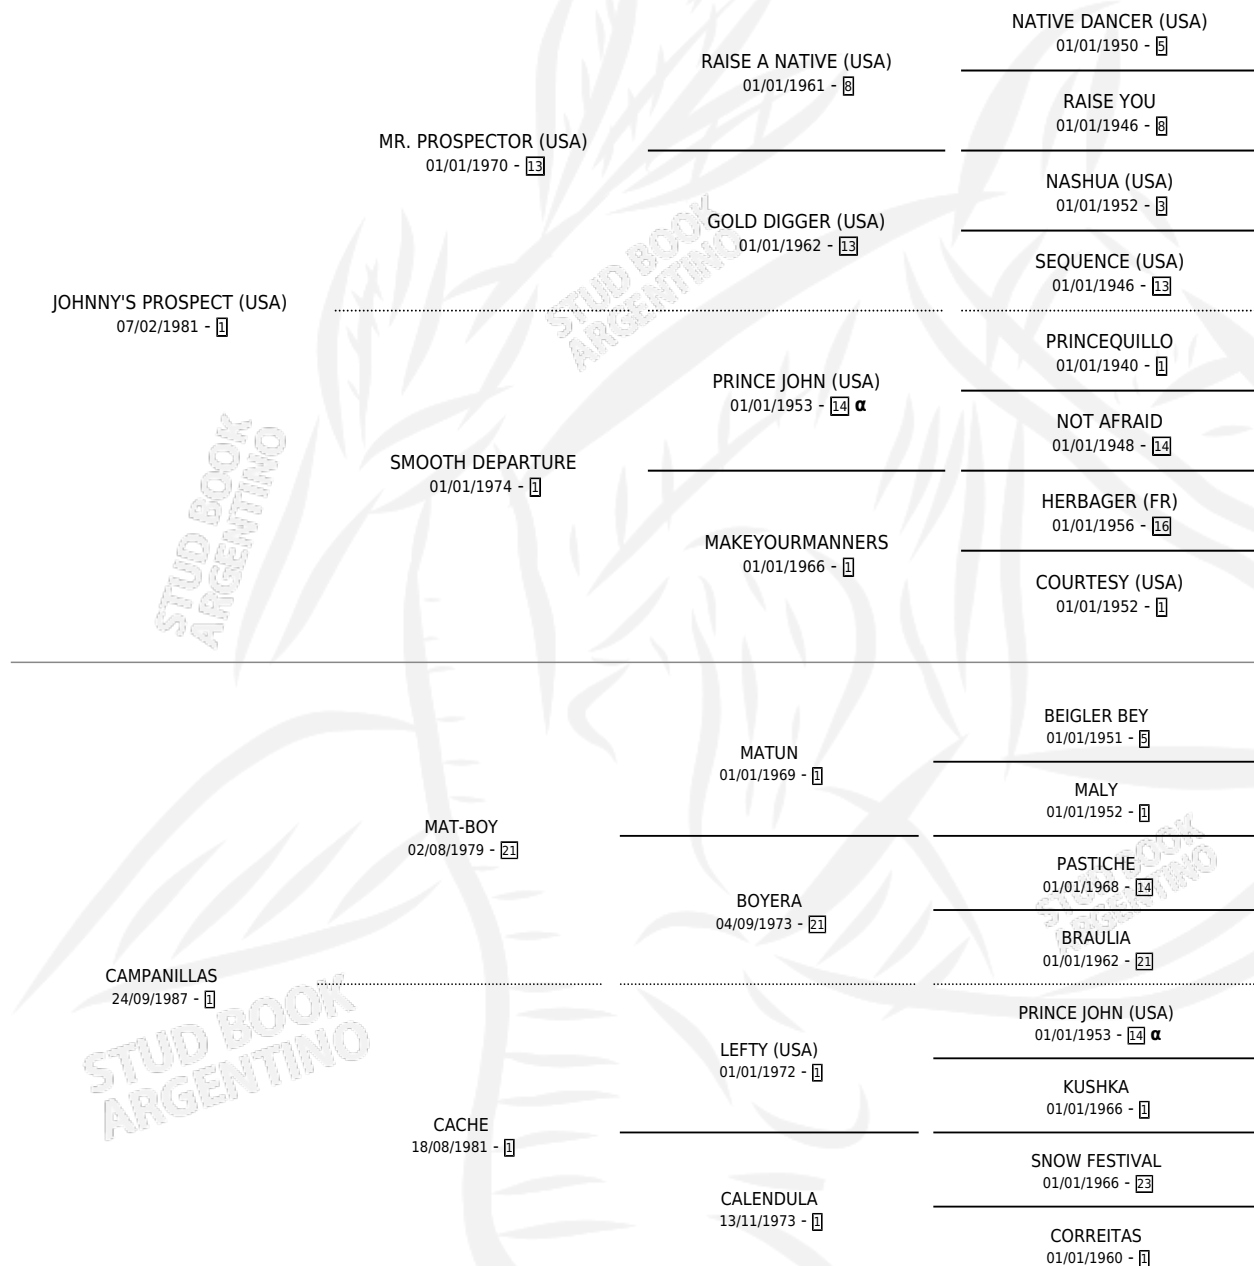 NATIVE DANCER (USA)
01/01/1950 - 5
RAISE A NATIVE (USA)
01/01/1961 - 8
RAISE YOU
01/01/1946 - 8
MR. PROSPECTOR (USA)
01/01/1970 - 13
NASHUA (USA)
01/01/1952 - 3
GOLD DIGGER (USA)
01/01/1962 - 13
SEQUENCE (USA)
01/01/1946 - 13
JOHNNY'S PROSPECT (USA)
07/02/1981 - 1
PRINCEQUILLO
01/01/1940 - 1
PRINCE JOHN (USA)
01/01/1953 - 14 α
NOT AFRAID
01/01/1948 - 14
SMOOTH DEPARTURE
01/01/1974 - 1
HERBAGER (FR)
01/01/1956 - 16
MAKEYOURMANNERS
01/01/1966 - 1
COURTESY (USA)
01/01/1952 - 1
BEIGLER BEY
01/01/1951 - 5
MATUN
01/01/1969 - 1
MALY
01/01/1952 - 1
MAT-BOY
02/08/1979 - 21
PASTICHE
01/01/1968 - 14
BOYERA
04/09/1973 - 21
BRAULIA
01/01/1962 - 21
CAMPANILLAS
24/09/1987 - 1
PRINCE JOHN (USA)
01/01/1953 - 14 α
LEFTY (USA)
01/01/1972 - 1
KUSHKA
01/01/1966 - 1
CACHE
18/08/1981 - 1
SNOW FESTIVAL
01/01/1966 - 23
CALENDULA
13/11/1973 - 1
CORREITAS
01/01/1960 - 1
STUD BOOK
ARGENTINO
STUD BOOK
ARGENTINO
STUD BOOK
ARGENTINO
STUD BOOK
ARGENTINO